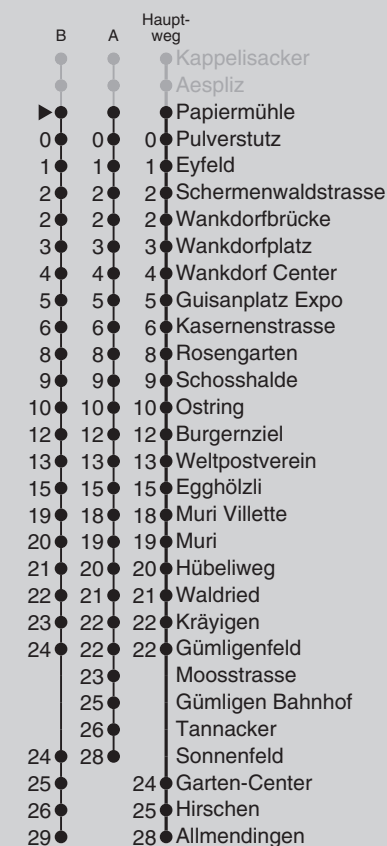 Haupt-
B A weg
Kappelisacker
Aespliz
Papiermühle
0 0 0 Pulverstutz
1 1 1 Eyfeld
2 2 2 Schermenwaldstrasse
2 2 2 Wankdorfbrücke
3 3 3 Wankdorfplatz
4 4 4 Wankdorf Center
5 5 5 Guisanplatz Expo
6 6 6 Kasernenstrasse
8 8 8 Rosengarten
9 9 9 Schosshalde
10 10 10 Ostring
12 12 12 Burgernziel
13 13 13 Weltpostverein
15 15 15 Egghölzli
19 18 18 Muri Villette
20 19 19 Muri
21 20 20 Hübeliweg
22 21 21 Waldried
23 22 22 Kräyigen
24 22 22 Gümligenfeld
23 Moosstrasse
25 Gümligen Bahnhof
26 Tannacker
24 28 Sonnenfeld
25 24 Garten-Center
26 25 Hirschen
29 28 Allmendingen